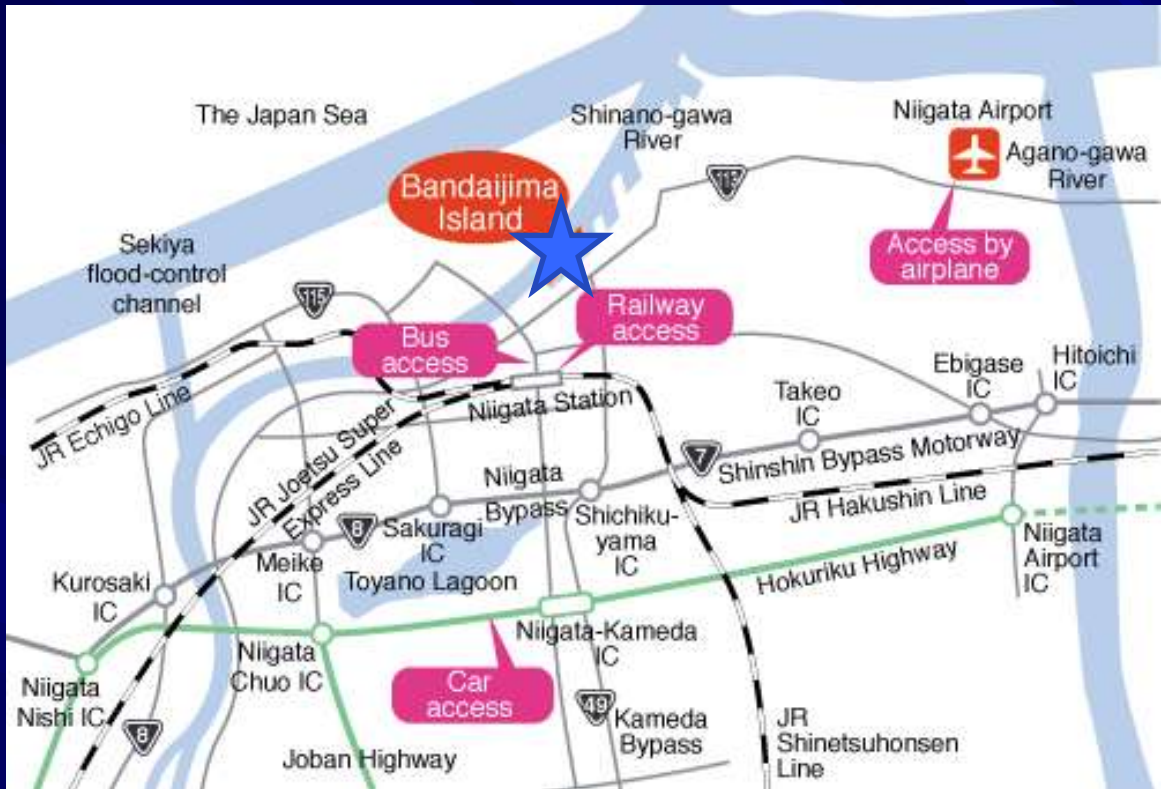 The Japan Sea
Shinano-gawa
River
Niigata Airport
Agano-gawa
River
113
Bandaijima
Island
Access by
airplane
Sekiya
flood-control
channel
115
Railway
access
Bus
access
Ebigase
IC
Hitoichi
IC
Takeo
IC
Niigata Station
JR Echigo Line
JR Joetsu Super
Express Line
7
Shinshin Bypass Motorway
Niigata
Bypass
JR Hakushin Line
8
Sakuragi
IC
Shichiku-
yama
IC
Meike
IC
Toyano Lagoon
Kurosaki
IC
Hokuriku Highway
Niigata
Airport
IC
Niigata-Kameda
IC
Niigata
Chuo IC
Niigata
Nishi IC
Car
access
8
49
Kameda
Bypass
JR
Shinetsuhonsen
Line
Joban Highway